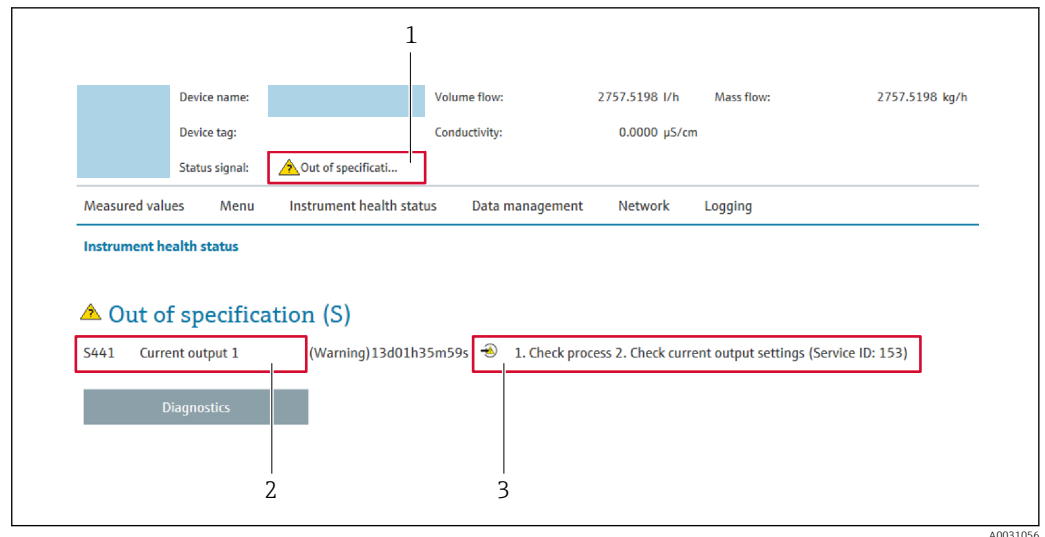 1
Device name: Volume flow: 2757.5198 l/h Mass flow: 2757.5198 kg/h
Device tag: Conductivity: 0.0000 µS/cm
Status signal: Out of specificati...
Measured values Menu Instrument health status Data management Network Logging
Instrument health status
Out of specification (S)
S441 Current output 1 (Warning)13d01h35m59s 1. Check process 2. Check current output settings (Service ID: 153)
Diagnostics
2 3
A0031056